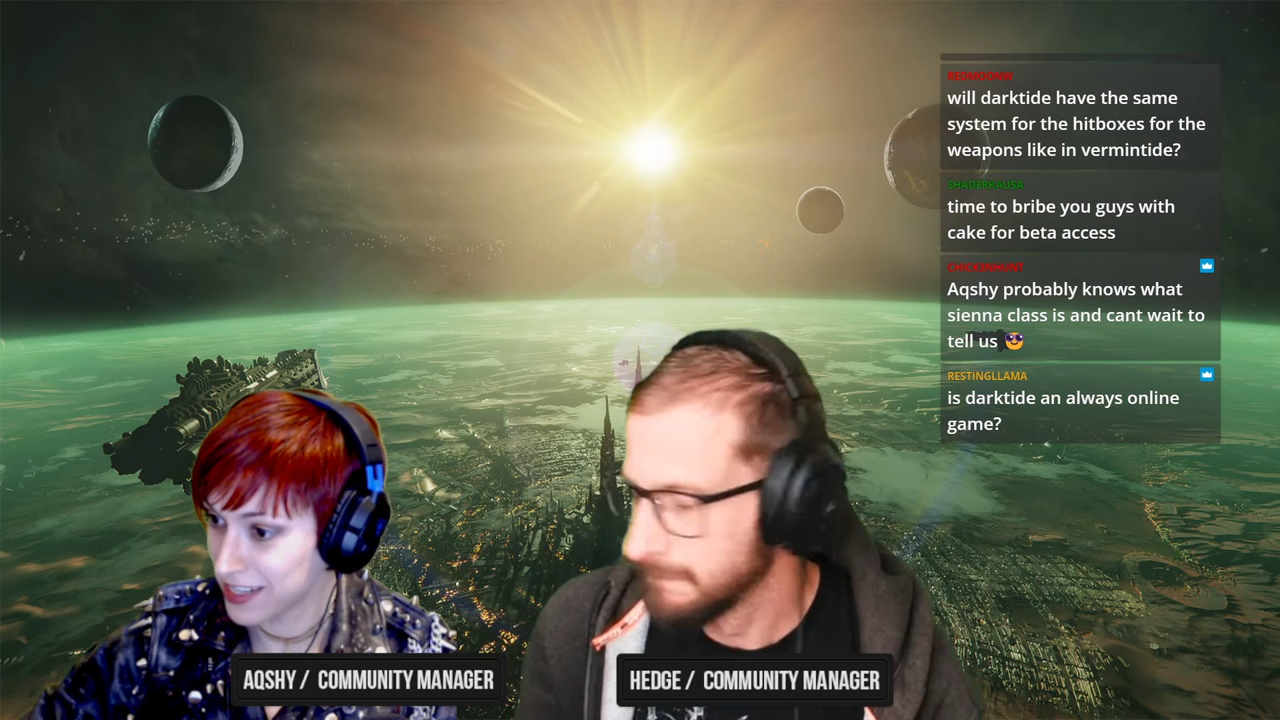 will darktide have the same
system for the hitboxes for the
weapons like in vermintide?
SHADERKAUSA
time to bribe you guys with
cake for beta access
Aqshy probably knows what
sienna class is and cant wait to
tell us 😎
RESTINGLLAMA
is darktide an always online
game?
AQSHY / COMMUNITY MANAGER
HEDGE / COMMUNITY MANAGER